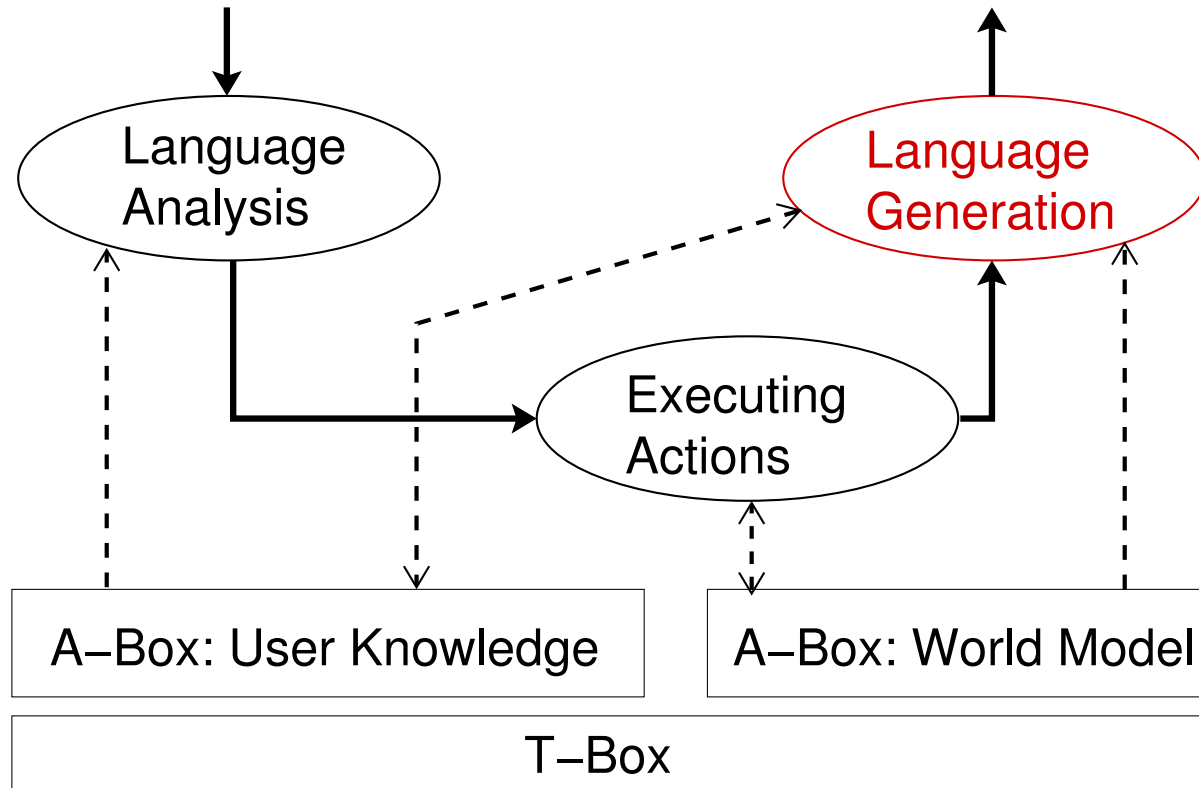 Language
Analysis
Language
Generation
Executing
Actions
A−Box: User Knowledge
A−Box: World Model
T−Box